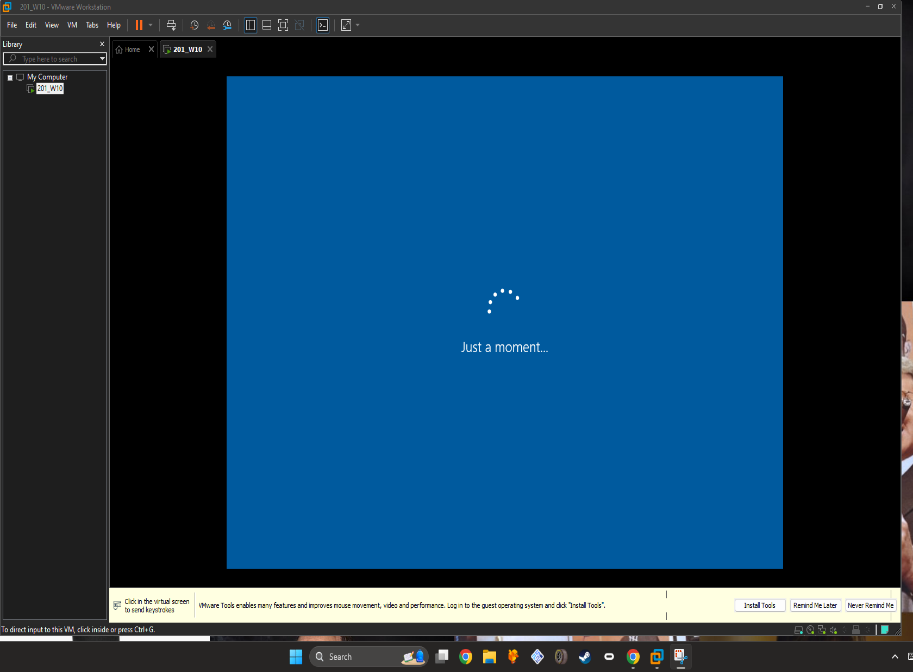 201_W10 - VMware Workstation
File Edit View VM Tabs Help
Library
Type here to search
My Computer
201_W10
Home
201_W10
Just a moment...
Click in the virtual screen
to send keystrokes
VMware Tools enables many features and improves mouse movement, video and performance. Log in to the guest operating system and click "Install Tools".
Install Tools
Remind Me Later
Never Remind Me
To direct input to this VM, click inside or press Ctrl+G.
Search